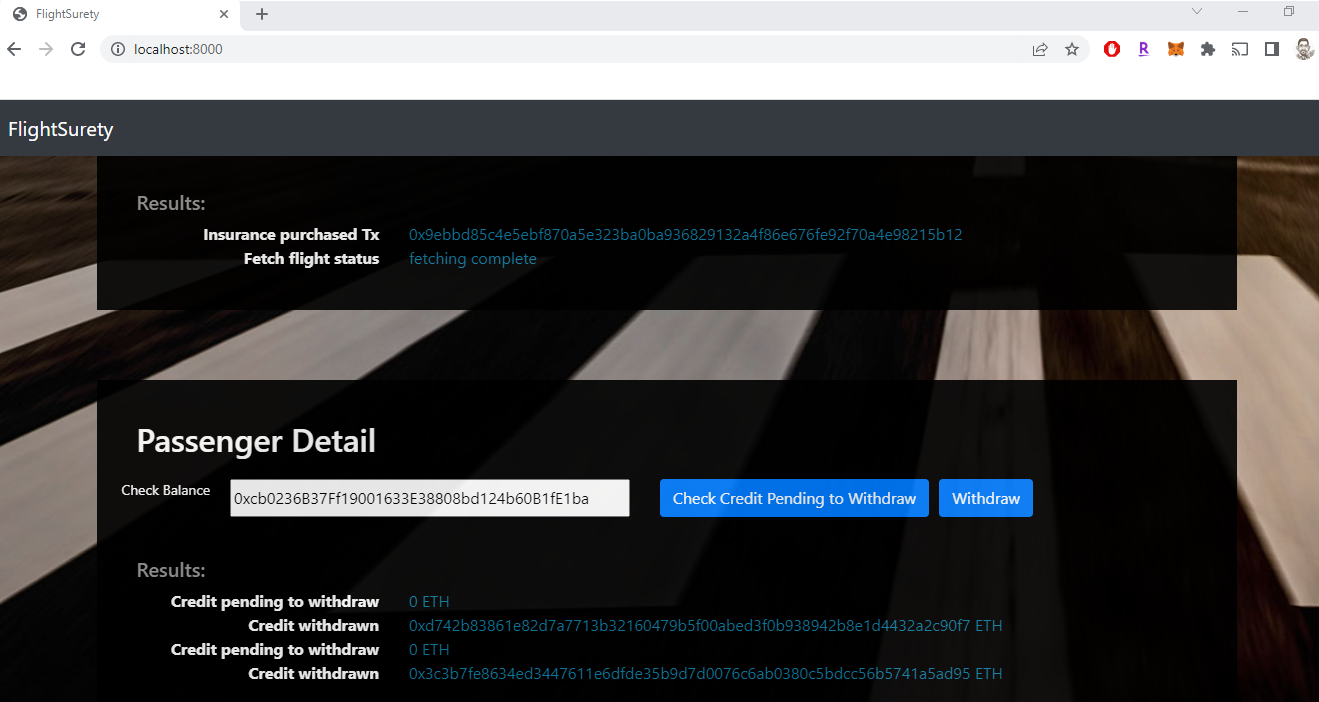 FlightSurety
localhost:8000
R
FlightSurety
Results:
Insurance purchased Tx 0x9ebbd85c4e5ebf870a5e323ba0ba936829132a4f86e676fe92f70a4e98215b12
Fetch flight status fetching complete
Passenger Detail
Check Balance 0xcb0236B37Ff19001633E38808bd124b60B1fE1ba Check Credit Pending to Withdraw Withdraw
Results:
Credit pending to withdraw 0 ETH
Credit withdrawn 0xd742b83861e82d7a7713b32160479b5f00abed3f0b938942b8e1d4432a2c90f7 ETH
Credit pending to withdraw 0 ETH
Credit withdrawn 0x3c3b7fe8634ed3447611e6dfde35b9d7d0076c6ab0380c5bdcc56b5741a5ad95 ETH